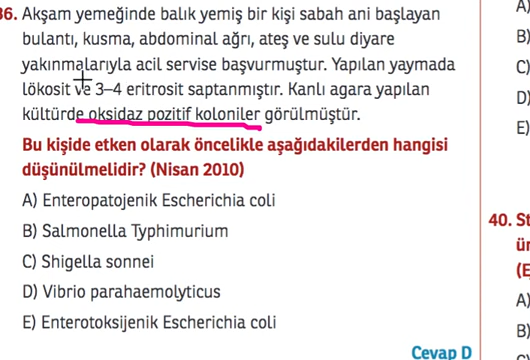 36. Akşam yemeğinde balık yemiş bir kişi sabah ani başlayan
bulantı, kusma, abdominal ağrı, ateş ve sulu diyare
yakınmalarıyla acil servise başvurmuştur. Yapılan yaymada
lökosit ve 3–4 eritrosit saptanmıştır. Kanlı agara yapılan
kültürde oksidaz pozitif koloniler görülmüştür.
Bu kişide etken olarak öncelikle aşağıdakilerden hangisi
düşünülmelidir? (Nisan 2010)
A) Enteropatojenik Escherichia coli
B) Salmonella Typhimurium
C) Shigella sonnei
D) Vibrio parahaemolyticus
E) Enterotoksijenik Escherichia coli
Cevap D
A)
B)
C)
D)
E)
40. St
ür
(E
A)
B)